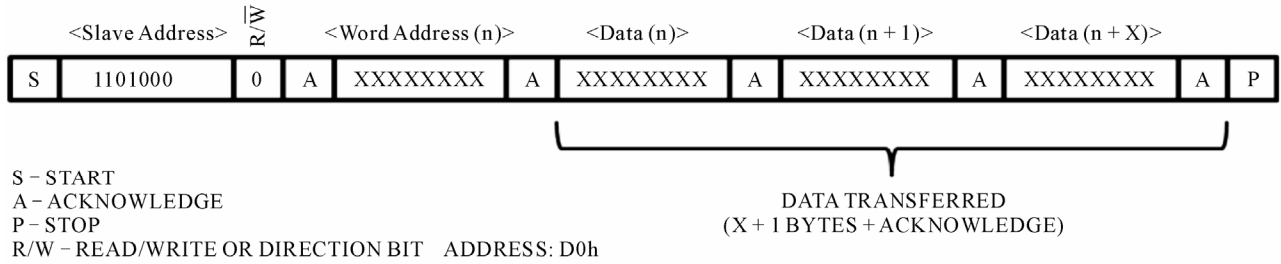 <Slave Address> R/W̅ <Word Address (n)> <Data (n)> <Data (n + 1)> <Data (n + X)>
S 1101000 0 A XXXXXXXX A XXXXXXXX A XXXXXXXX A XXXXXXXX A P
S – START
A – ACKNOWLEDGE
P – STOP
R/W – READ/WRITE OR DIRECTION BIT ADDRESS: D0h
DATA TRANSFERRED
(X + 1 BYTES + ACKNOWLEDGE)